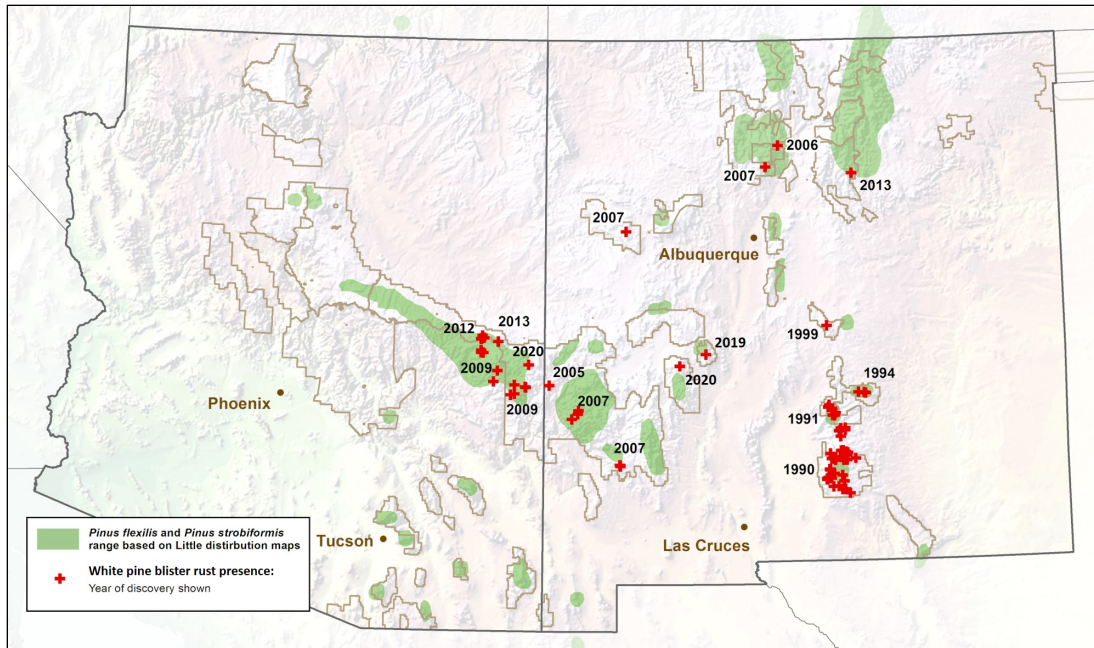 2006
2007
2013
2007
Albuquerque
2012
2013
1999
2019
2020
2009
2005
2020
1994
Phoenix
2009
2007
1991
2007
1990
Tucson
Las Cruces
Pinus flexilis and Pinus strobiformis
range based on Little distirbution maps
White pine blister rust presence:
Year of discovery shown